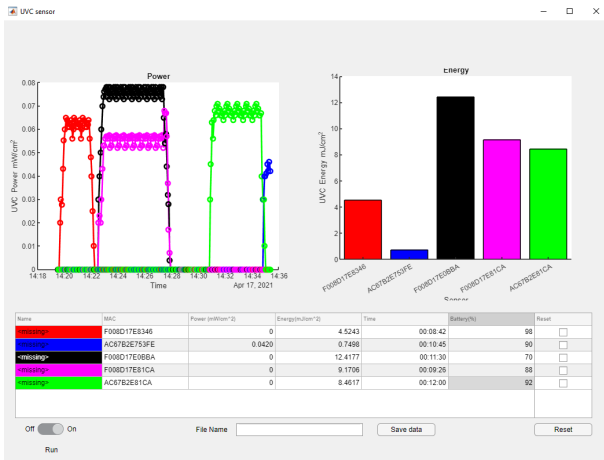 UVC sensor
Power
Energy
0.08
0.07
0.06
0.05
0.04
0.03
0.02
0.01
0
UVC Power mW/cm²
14:18 14:20 14:22 14:24 14:26 14:28 14:30 14:32 14:34 14:36
Time
Apr 17, 2021
14
12
10
8
6
4
2
0
UVC Energy mJ/cm²
F008D17E8346 AC67B2E753FE F008D17E0BBA F008D17E81CA AC67B2E81CA
Sensor
Name MAC Power (mW/cm^2) Energy(mJ/cm^2) Time Battery(%) Reset
<missing> F008D17E8346 0 4.5243 00:08:42 98
<missing> AC67B2E753FE 0.0420 0.7498 00:10:45 90
<missing> F008D17E0BBA 0 12.4177 00:11:30 70
<missing> F008D17E81CA 0 9.1706 00:09:26 88
<missing> AC67B2E81CA 0 8.4617 00:12:00 92
Off On File Name Save data Reset
Run